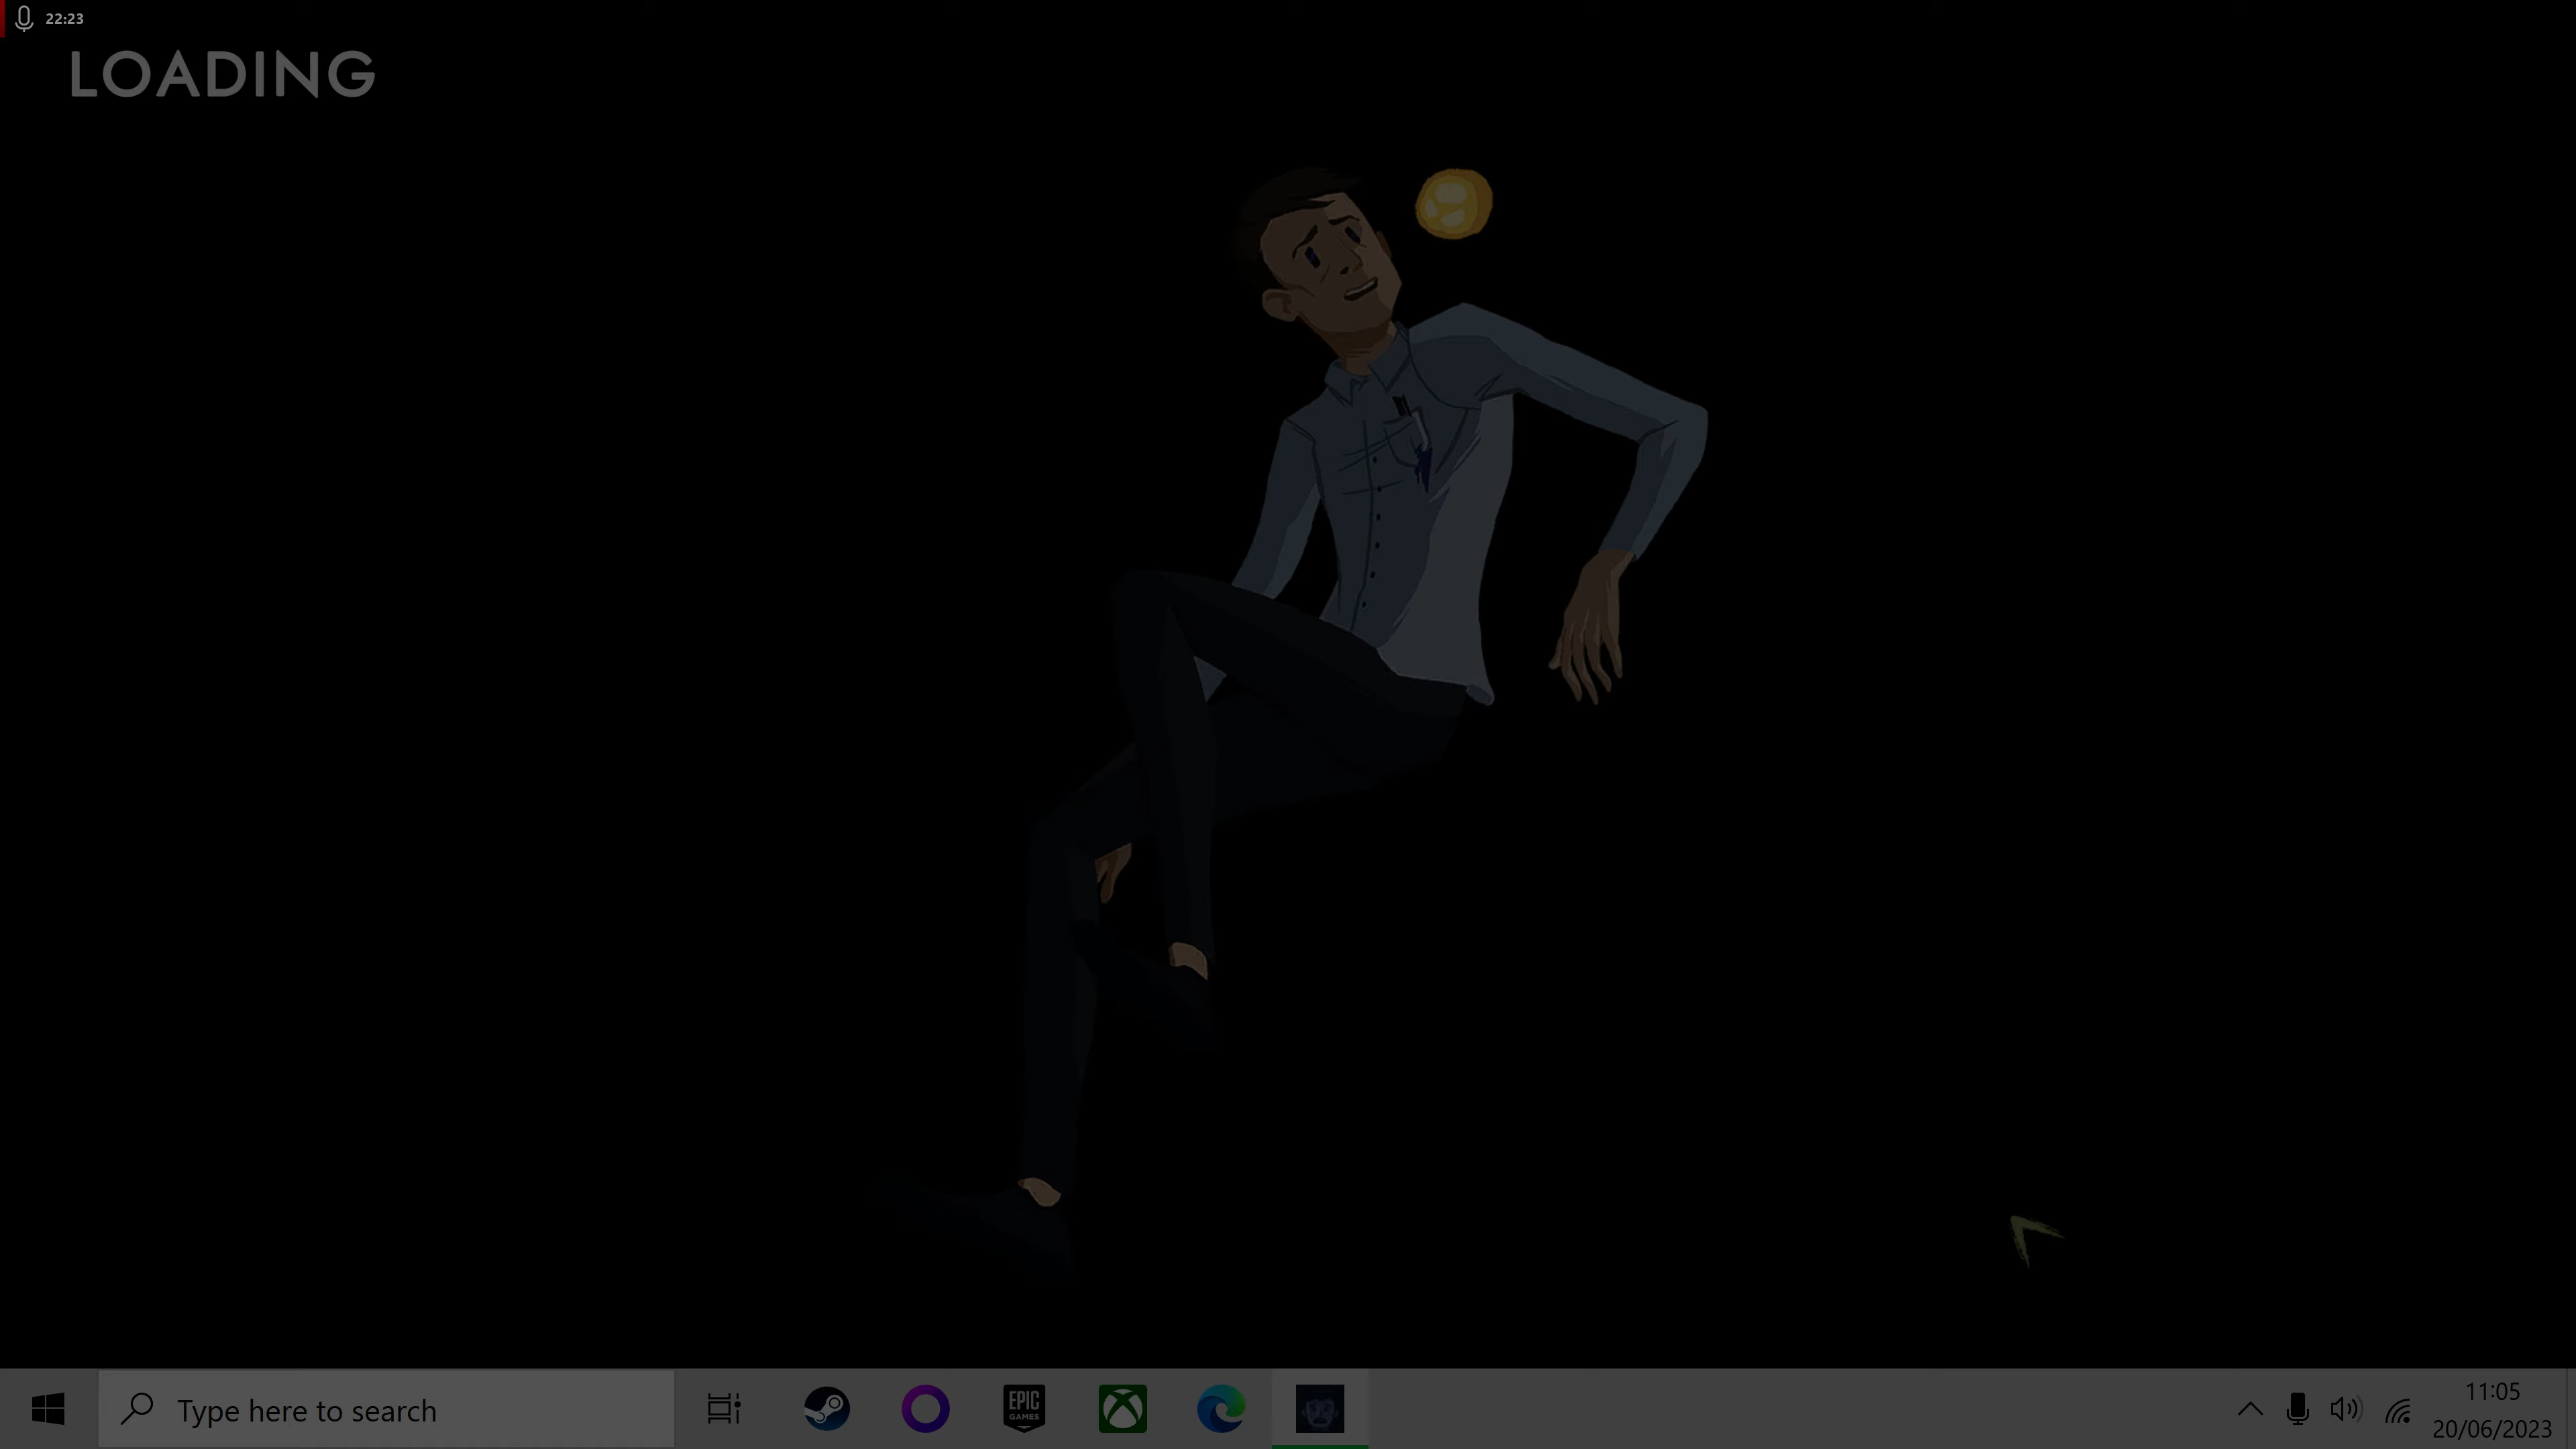 22:23
LOADING
Type here to search
EPIC
GAMES
11:05
20/06/2023